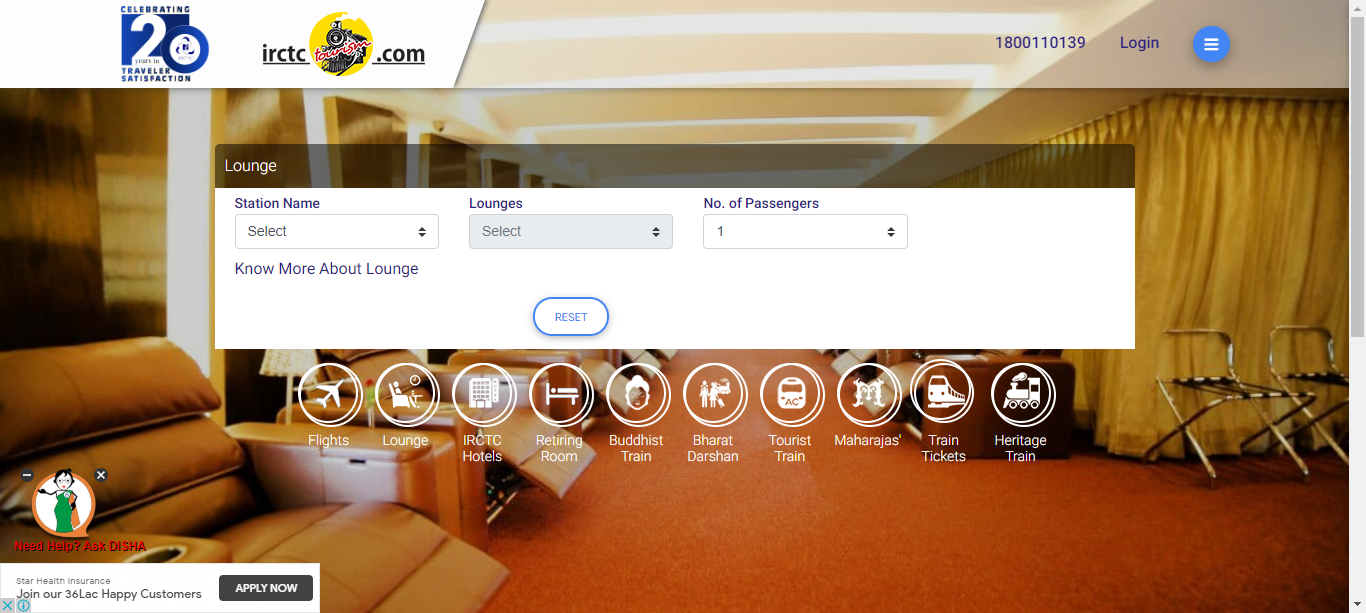 CELEBRATING
20
years in
TRAVELER
SATISFACTION
irctc tourism .com
1800110139
Login
Lounge
Station Name
Lounges
No. of Passengers
Select
Select
1
Know More About Lounge
RESET
Flights
Lounge
IRCTC
Hotels
Retiring
Room
Buddhist
Train
Bharat
Darshan
AC
Tourist
Train
Maharajas'
Train
Tickets
Heritage
Train
Need Help? Ask DISHA
Star Health Insurance
Join our 36Lac Happy Customers
APPLY NOW